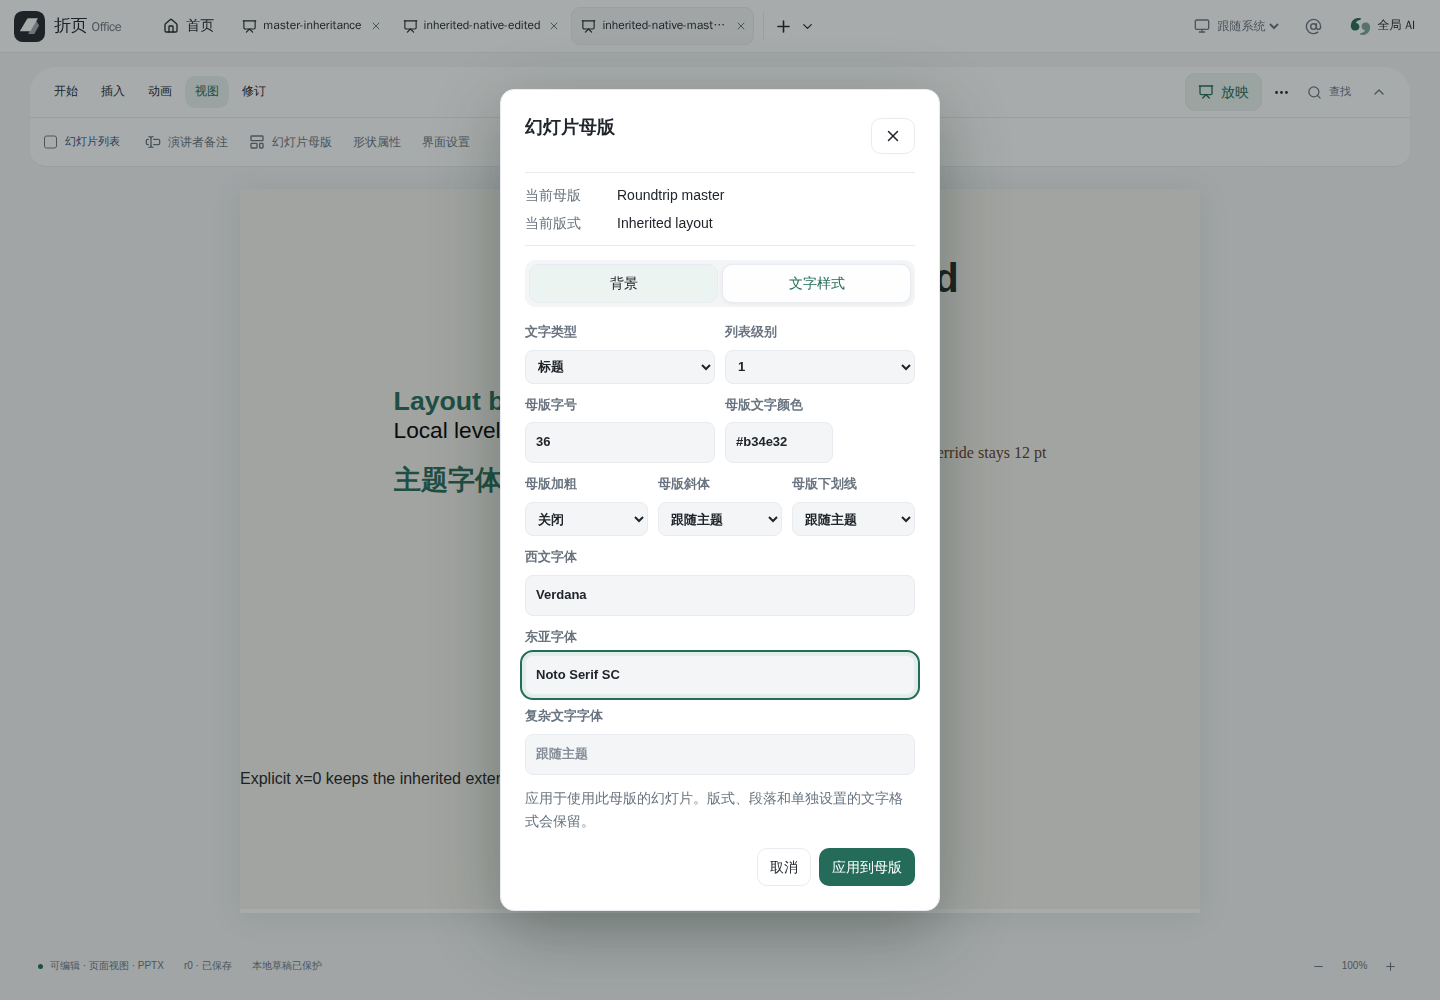 折页 Office
首页
master-inheritance
inherited-native-edited
inherited-native-mast···
跟随系统
全局 AI
开始
插入
动画
视图
修订
放映
查找
幻灯片列表
演讲者备注
幻灯片母版
形状属性
界面设置
幻灯片母版
当前母版 Roundtrip master
当前版式 Inherited layout
背景
文字样式
文字类型
列表级别
标题
1
母版字号
母版文字颜色
36
#b34e32
母版加粗
母版斜体
母版下划线
关闭
跟随主题
跟随主题
西文字体
Verdana
东亚字体
Noto Serif SC
复杂文字字体
跟随主题
应用于使用此母版的幻灯片。版式、段落和单独设置的文字格
式会保留。
取消
应用到母版
d
Layout b
Local level
erride stays 12 pt
主题字体
Explicit x=0 keeps the inherited exter
可编辑 · 页面视图 · PPTX
r0 · 已保存
本地草稿已保护
100%